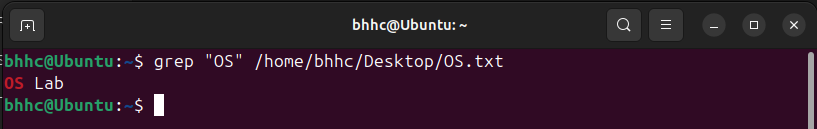 bhhc@Ubuntu: ~
bhhc@Ubuntu:~$ grep "OS" /home/bhhc/Desktop/OS.txt
OS Lab
bhhc@Ubuntu:~$